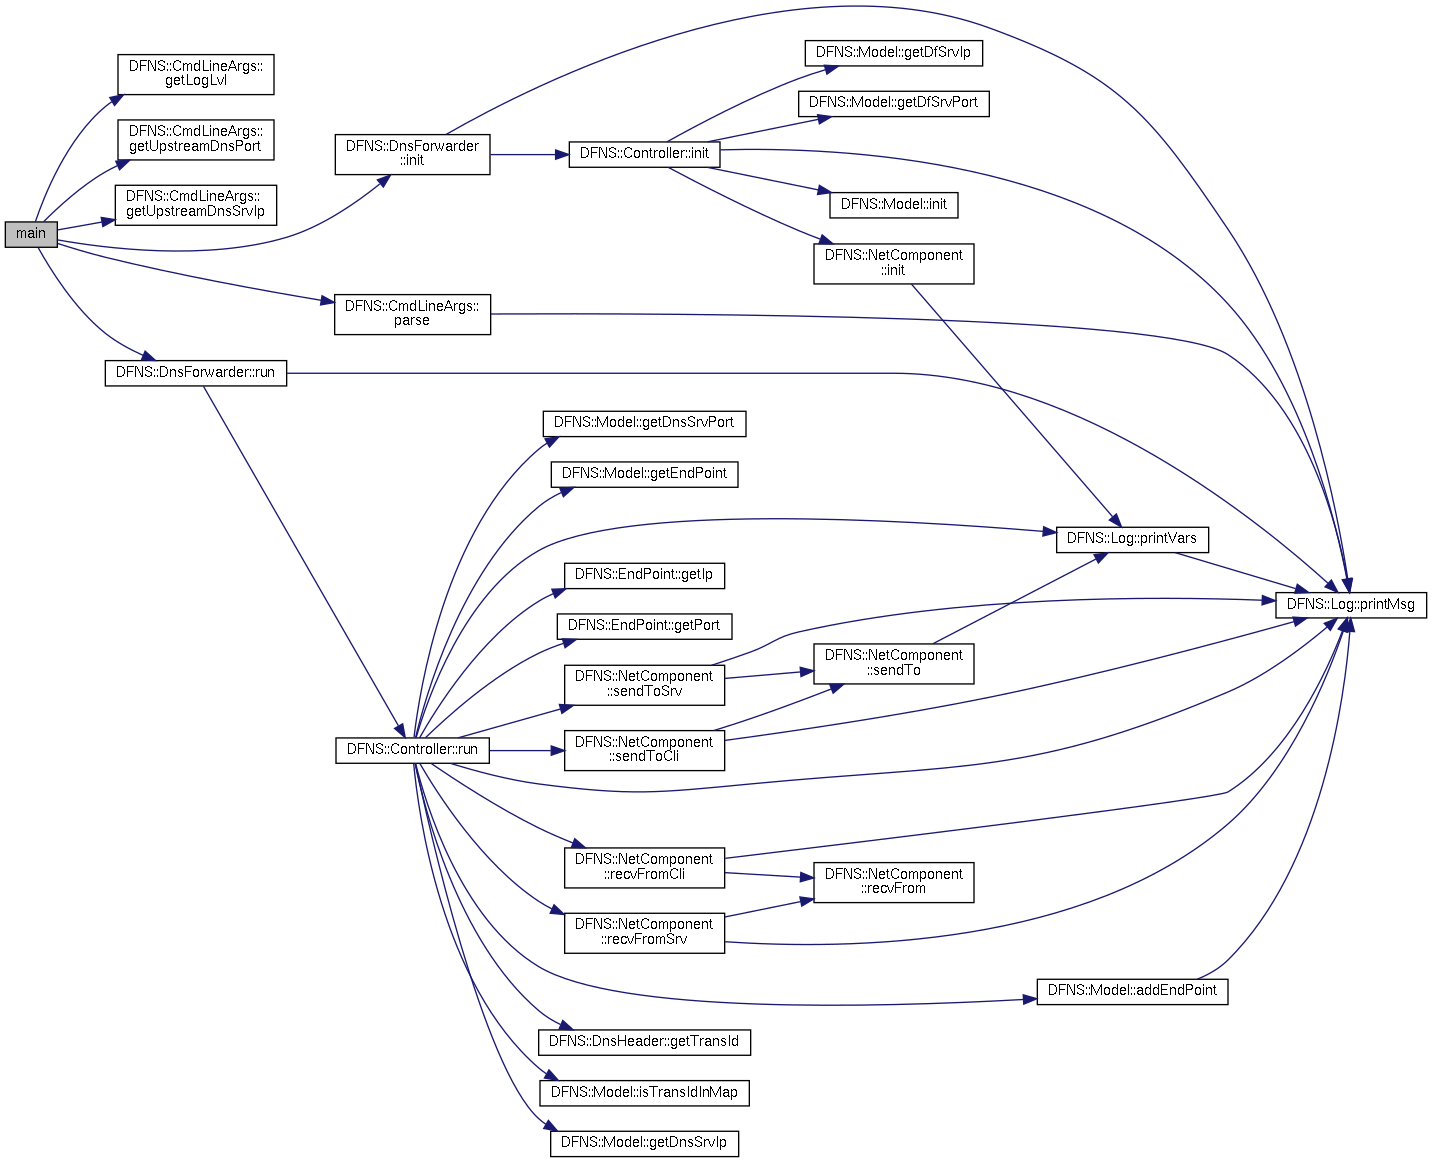 main
DFNS::CmdLineArgs::
getLogLvl
DFNS::CmdLineArgs::
getUpstreamDnsPort
DFNS::CmdLineArgs::
getUpstreamDnsSrvIp
DFNS::DnsForwarder
::init
DFNS::CmdLineArgs::
parse
DFNS::DnsForwarder::run
DFNS::Controller::init
DFNS::Model::getDfSrvIp
DFNS::Model::getDfSrvPort
DFNS::Model::init
DFNS::NetComponent
::init
DFNS::Controller::run
DFNS::Model::getDnsSrvPort
DFNS::Model::getEndPoint
DFNS::EndPoint::getIp
DFNS::EndPoint::getPort
DFNS::NetComponent
::sendToSrv
DFNS::NetComponent
::sendToCli
DFNS::NetComponent
::recvFromCli
DFNS::NetComponent
::recvFromSrv
DFNS::DnsHeader::getTransId
DFNS::Model::isTransIdInMap
DFNS::Model::getDnsSrvIp
DFNS::NetComponent
::sendTo
DFNS::NetComponent
::recvFrom
DFNS::Log::printVars
DFNS::Model::addEndPoint
DFNS::Log::printMsg